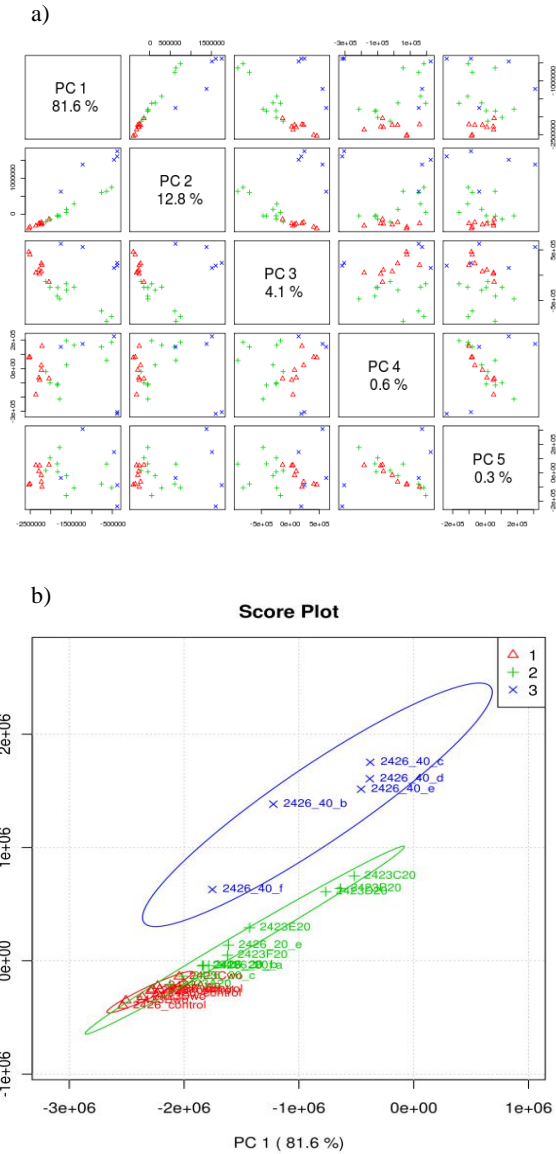 a)
0 500000 1500000
-3e+05 -1e+05 1e+05
PC 1
81.6 %
-2500000 -1000000
0 1000000
PC 2
12.8 %
PC 3
4.1 %
-5e+05 5e+05
-3e+05 0e+00 2e+05
PC 4
0.6 %
PC 5
0.3 %
-2e+05 0e+00 2e+05
-2500000 -1500000 -500000
-5e+05 0e+00 5e+05
-2e+05 0e+00 2e+05
b)
Score Plot
1
2
3
2e+06
2426_40_c
2426_40_d
2426_40_e
2426_40_b
1e+06
2426_40_f
2423C20
2423E20
2426_20_e
2423F20
0e+00
2426_control
-1e+06
-3e+06 -2e+06 -1e+06 0e+00 1e+06
PC 1 ( 81.6 %)